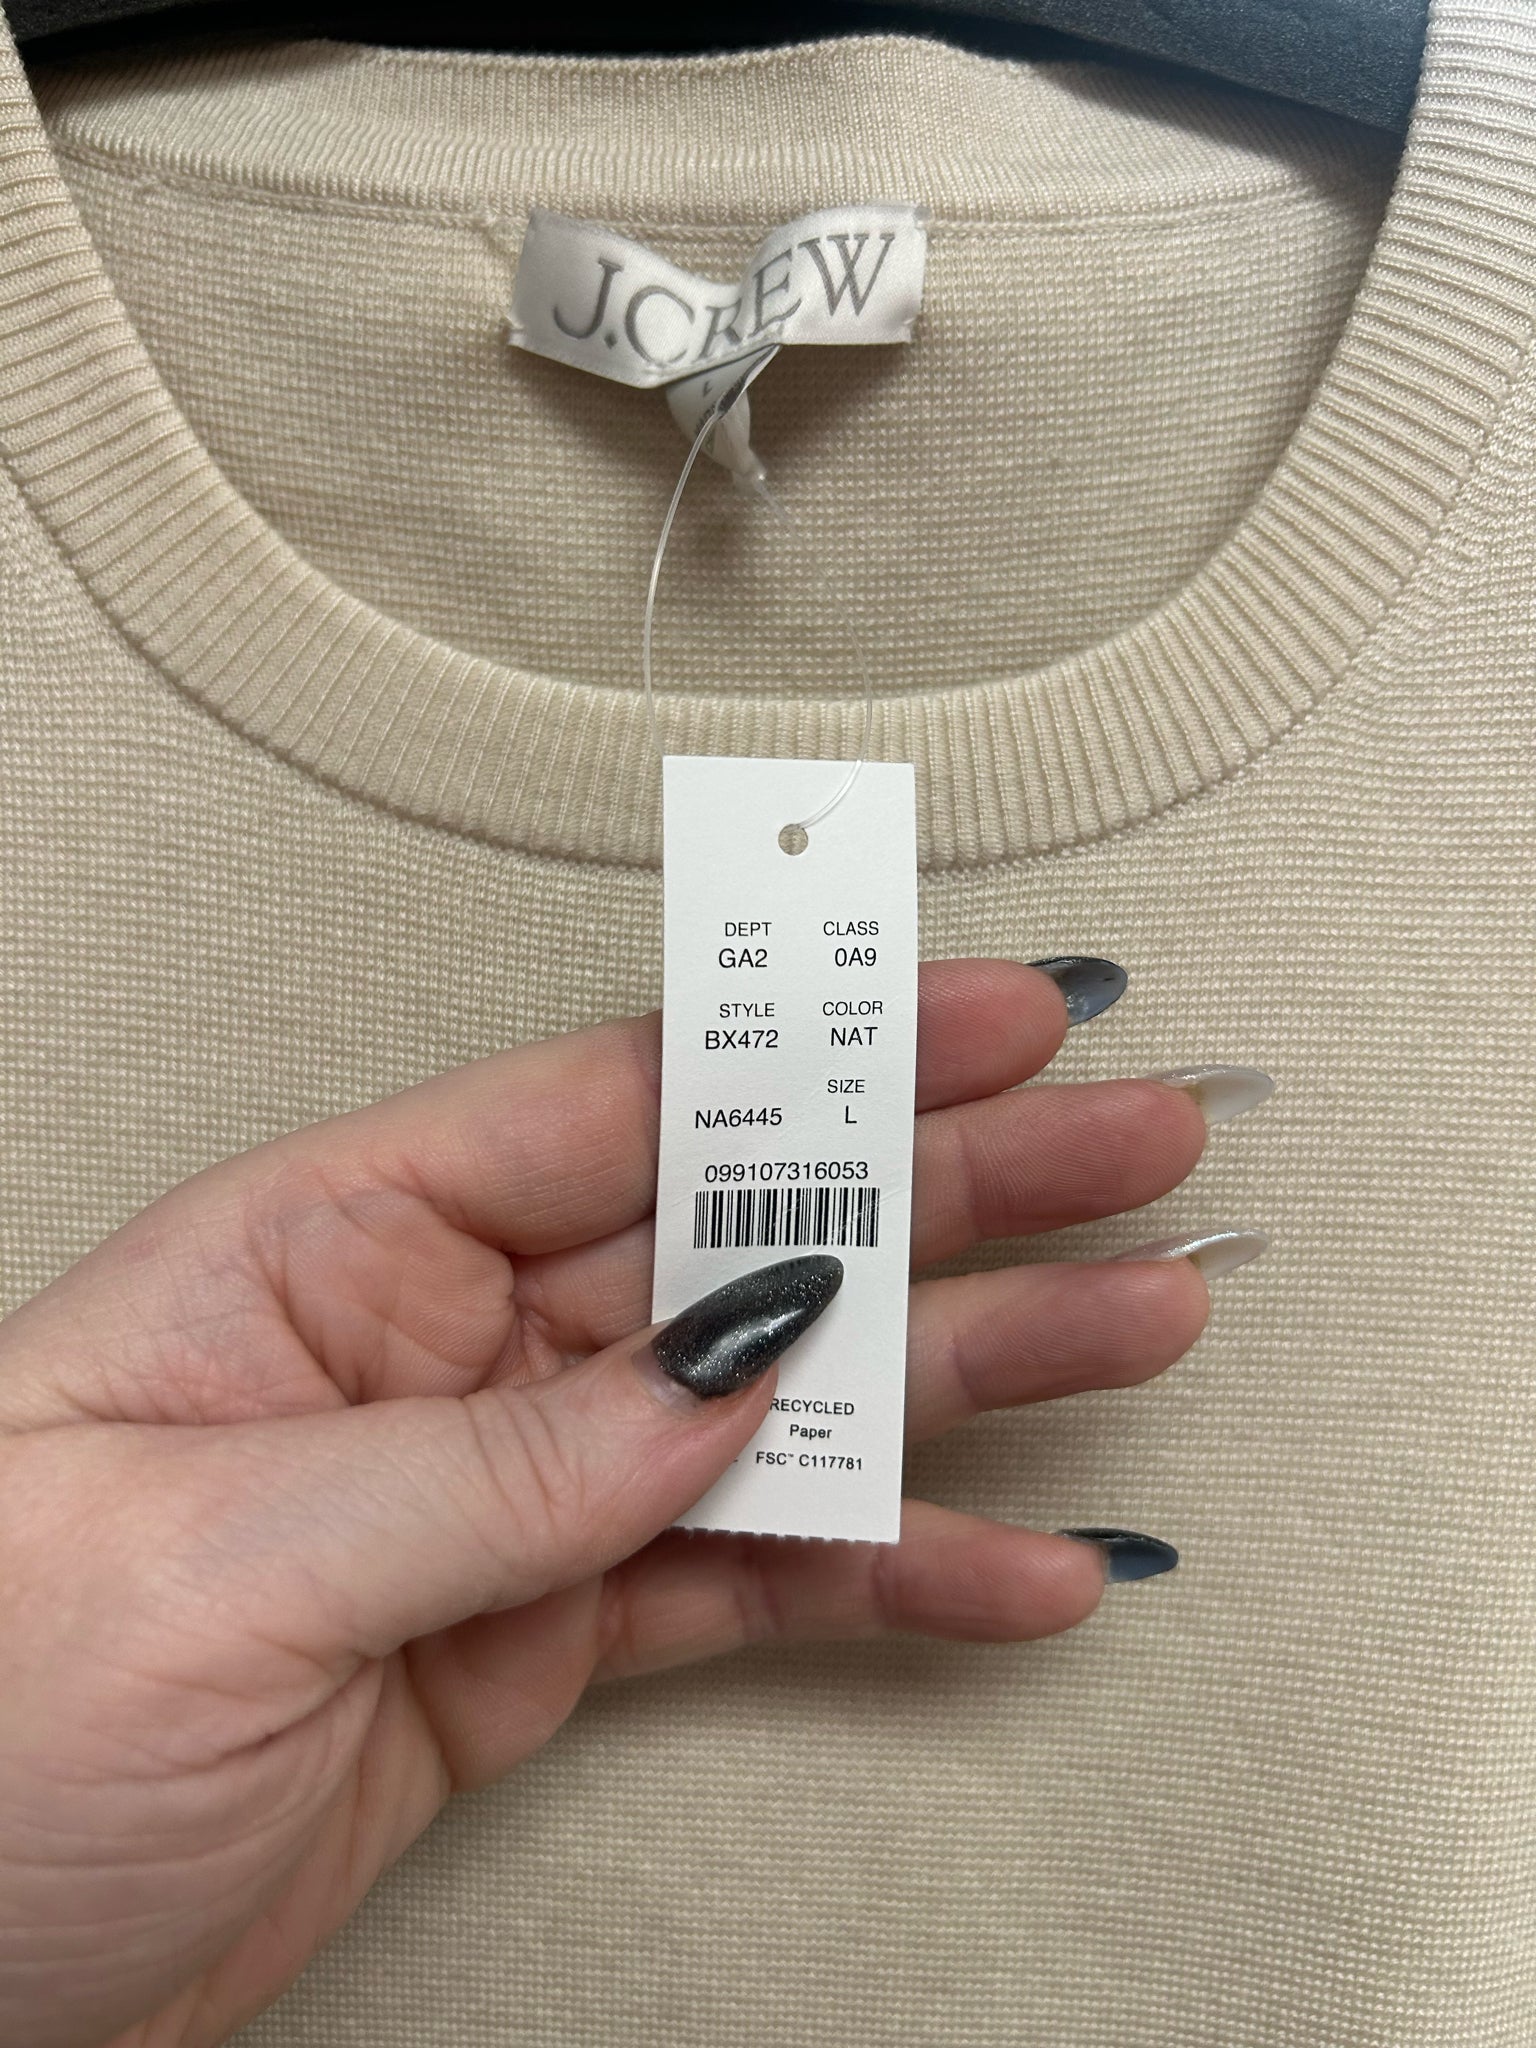 J.CREW
L
DEPT CLASS
GA2 0A9
STYLE COLOR
BX472 NAT
SIZE
NA6445 L
099107316053
RECYCLED
Paper
FSC™ C117781